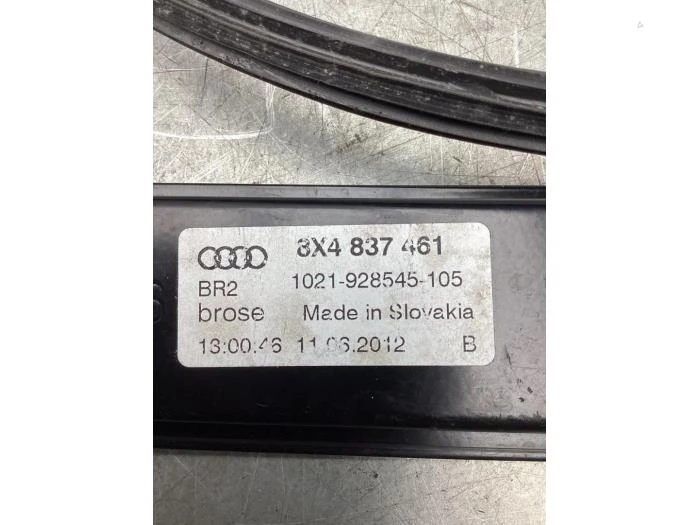 8X4 837 461
BR2 1021-928545-105
brose Made in Slovakia
13:00:46 11.06.2012 B